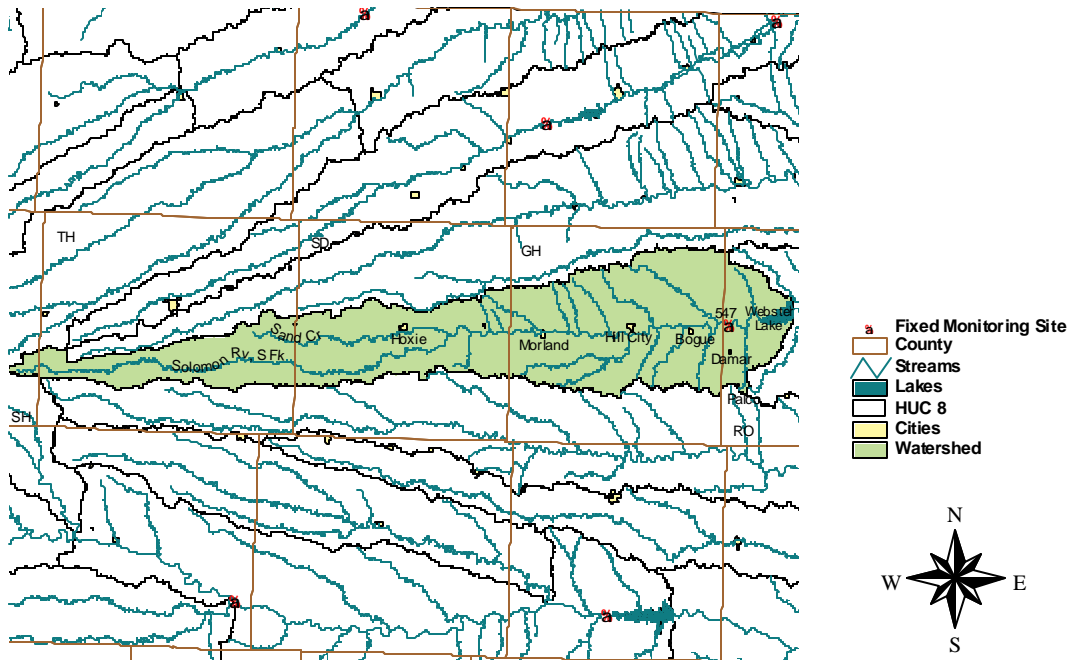 TH
SD
GH
547
Webster
Lake
Sand Cr.
Hoxie
Morland
Hill City
Bogue
Damar
Solomon Rv. S Fk.
Palco
SH
RO
Fixed Monitoring Site
County
Streams
Lakes
HUC 8
Cities
Watershed
N
W
E
S